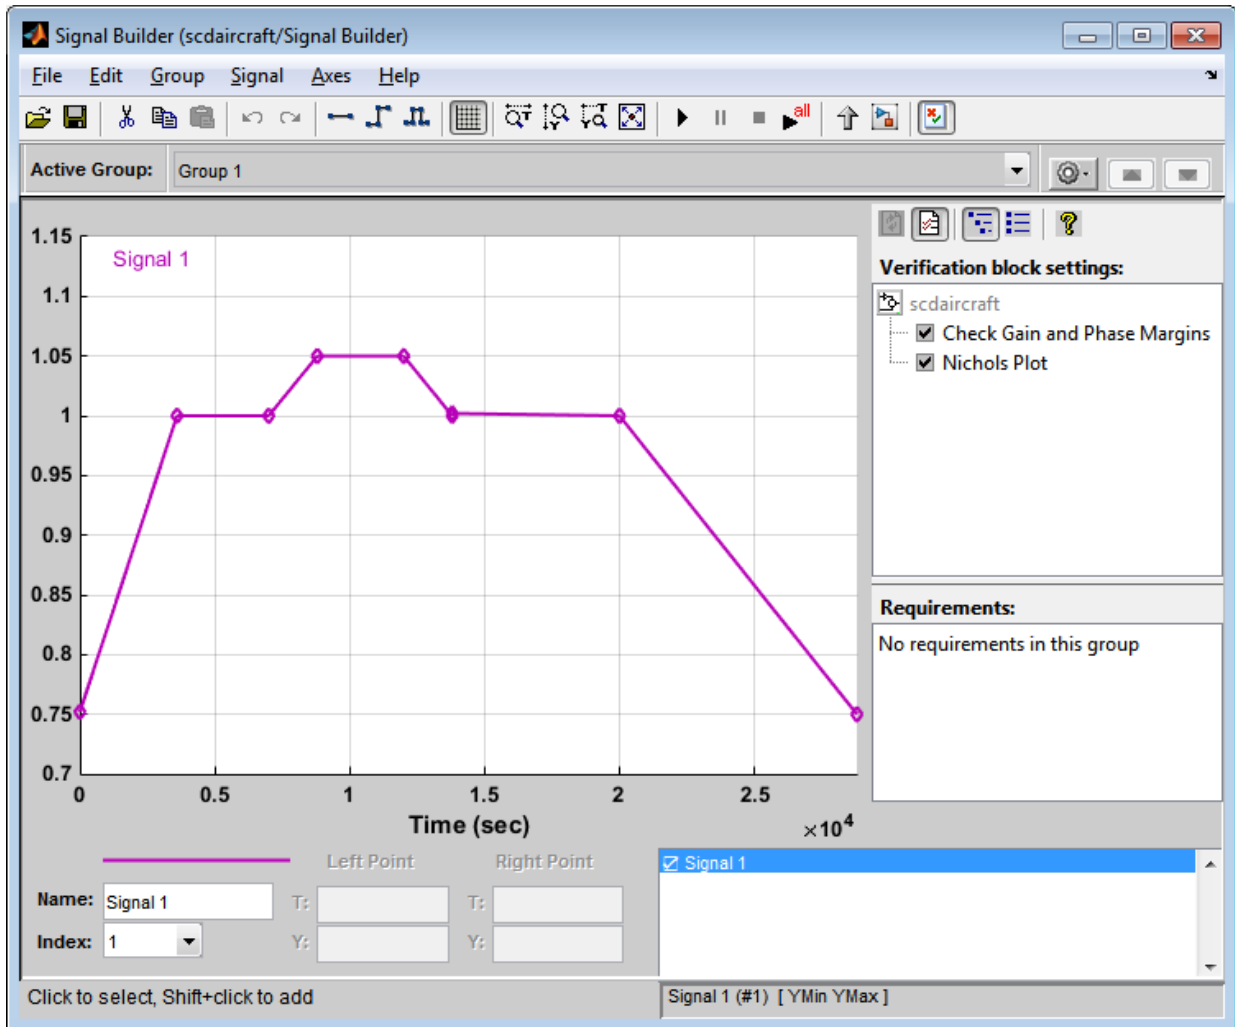 Signal Builder (scdaircraft/Signal Builder)
File Edit Group Signal Axes Help
all
Active Group: Group 1
1.15
Signal 1
1.1
1.05
1
0.95
0.9
0.85
0.8
0.75
0.7
0 0.5 1 1.5 2 2.5
Time (sec)
×10⁴
Verification block settings:
scdaircraft
Check Gain and Phase Margins
Nichols Plot
Requirements:
No requirements in this group
Left Point Right Point
Name: Signal 1 T: T:
Index: 1 Y: Y:
Signal 1
Click to select, Shift+click to add
Signal 1 (#1) [ YMin YMax ]